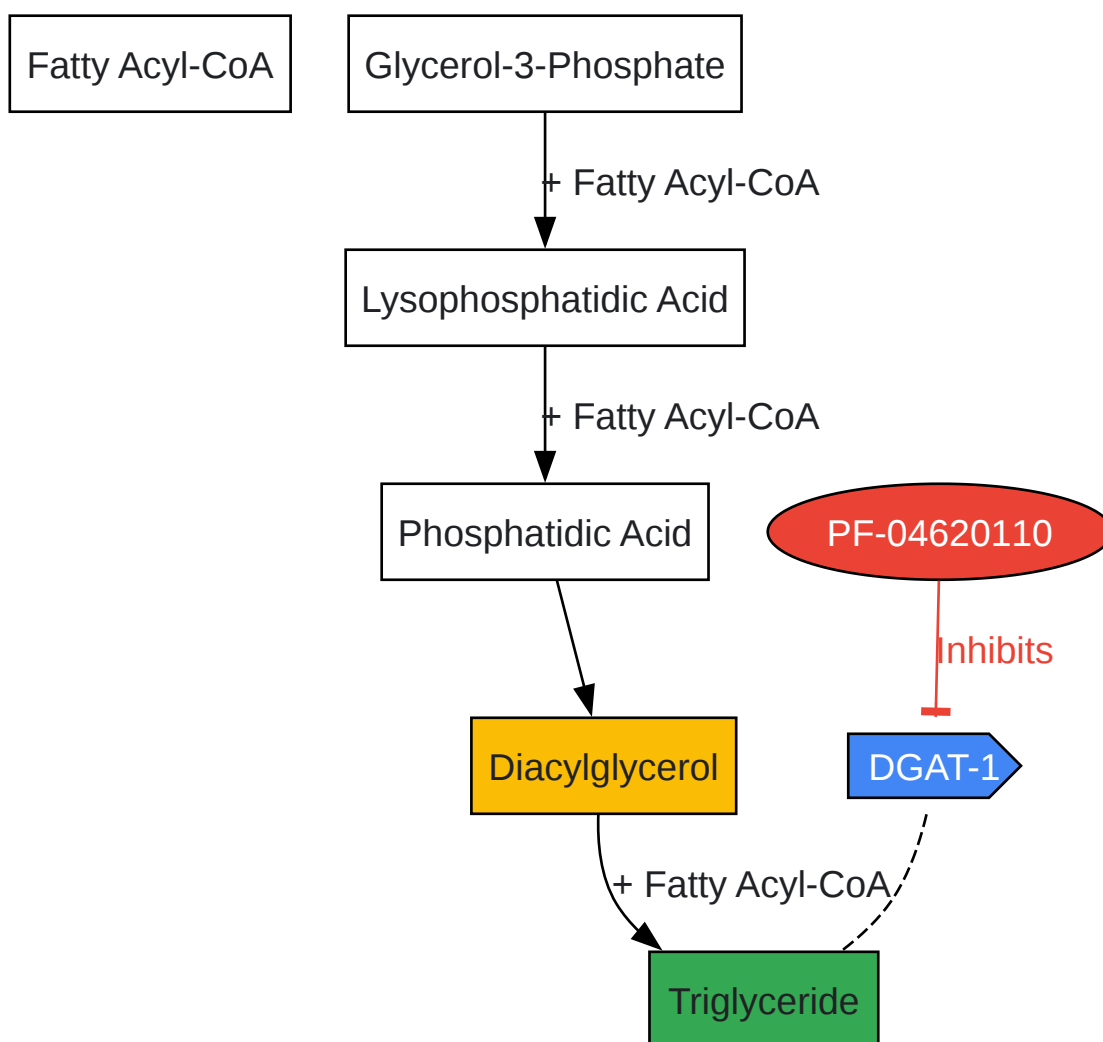 Fatty Acyl-CoA
Glycerol-3-Phosphate
+ Fatty Acyl-CoA
Lysophosphatidic Acid
+ Fatty Acyl-CoA
Phosphatidic Acid
PF-04620110
Inhibits
Diacylglycerol
DGAT-1
+ Fatty Acyl-CoA
Triglyceride